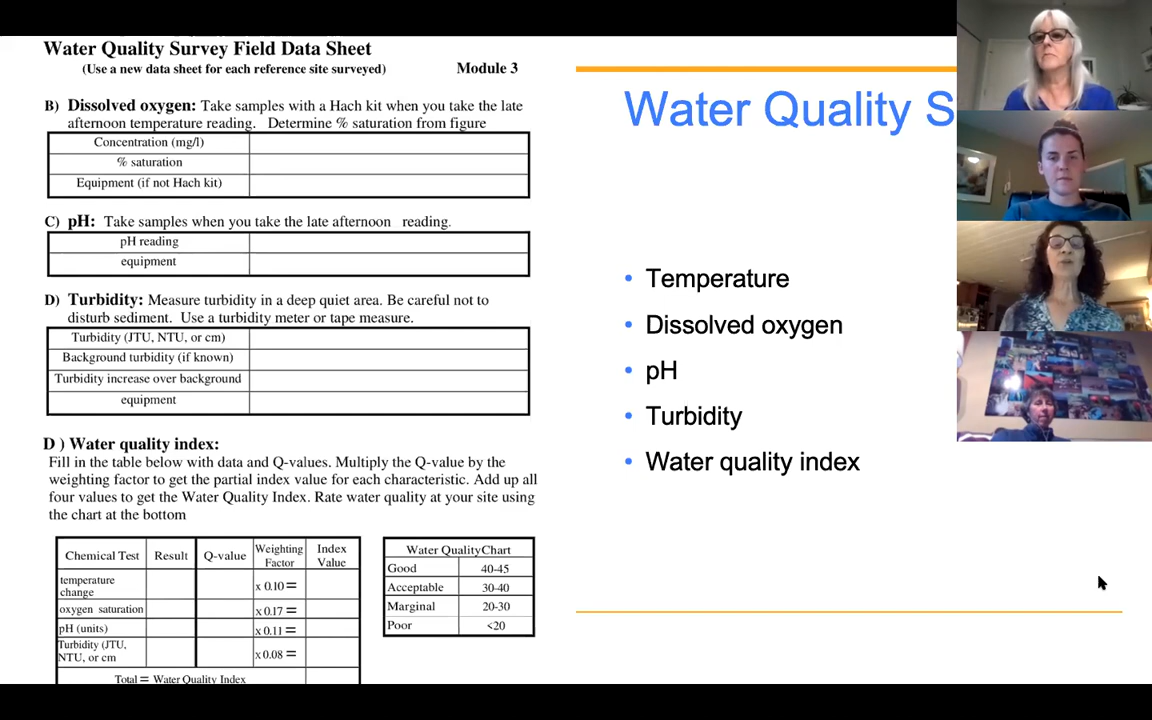 Water Quality Survey Field Data Sheet
(Use a new data sheet for each reference site surveyed)
Module 3
B) Dissolved oxygen: Take samples with a Hach kit when you take the late
afternoon temperature reading. Determine % saturation from figure
Concentration (mg/l)
% saturation
Equipment (if not Hach kit)
C) pH: Take samples when you take the late afternoon reading.
pH reading
equipment
D) Turbidity: Measure turbidity in a deep quiet area. Be careful not to
disturb sediment. Use a turbidity meter or tape measure.
Turbidity (JTU, NTU, or cm)
Background turbidity (if known)
Turbidity increase over background
equipment
D ) Water quality index:
Fill in the table below with data and Q-values. Multiply the Q-value by the
weighting factor to get the partial index value for each characteristic. Add up all
four values to get the Water Quality Index. Rate water quality at your site using
the chart at the bottom
Chemical Test Result Q-value Weighting Factor Index Value
temperature change x 0.10 =
oxygen saturation x 0.17 =
pH (units) x 0.11 =
Turbidity (JTU, NTU, or cm x 0.08 =
Total = Water Quality Index
Water QualityChart
Good 40-45
Acceptable 30-40
Marginal 20-30
Poor <20
Water Quality S
• Temperature
• Dissolved oxygen
• pH
• Turbidity
• Water quality index